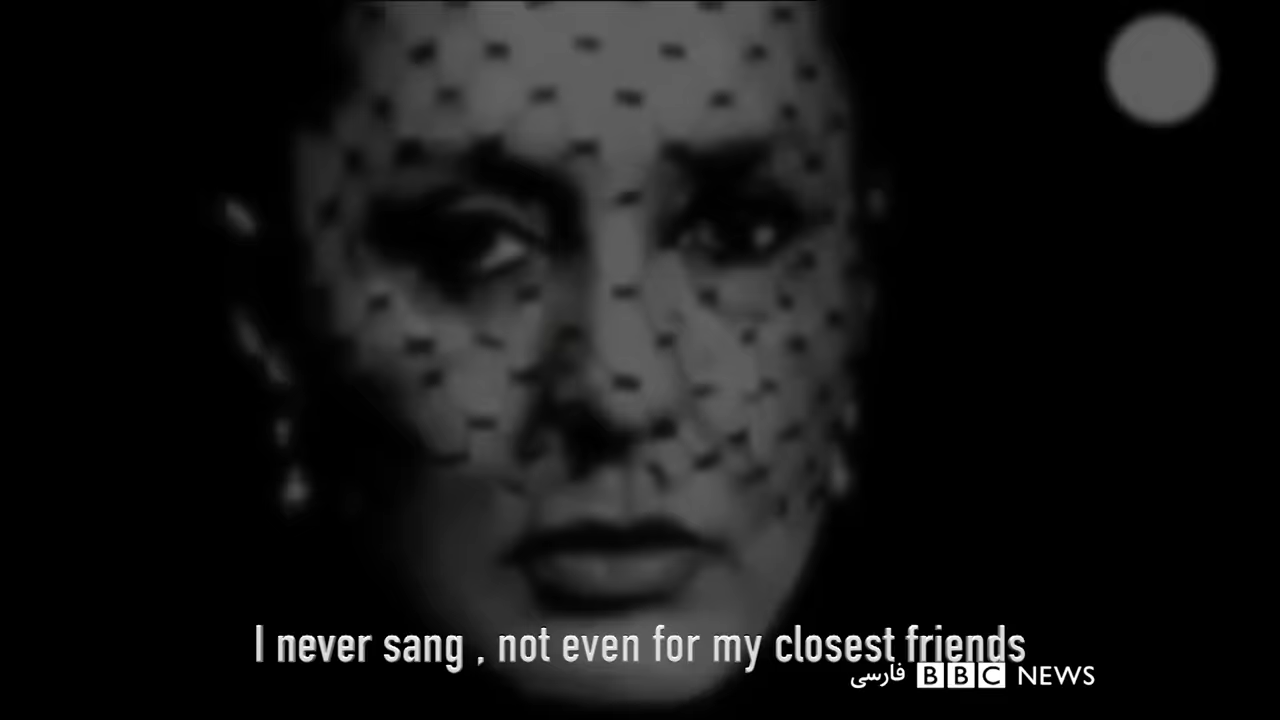 I never sang , not even for my closest friends
فارسی BBC NEWS